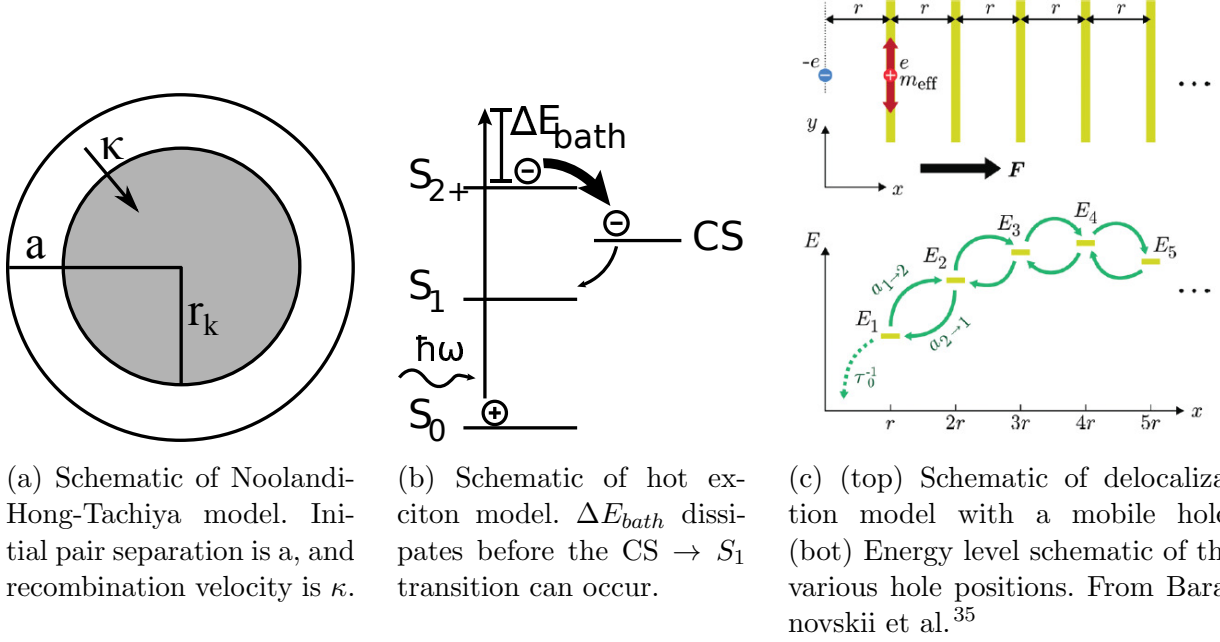 κ
a
r_k
ΔE_bath
S_2+
CS
S_1
ħω
S_0
r r r r r
-e
e
m_eff
y
x
F
...
E
E_1
E_2
E_3
E_4
E_5
a_1→2
a_2→1
τ_0^-1
...
r 2r 3r 4r 5r x
(a) Schematic of Noolandi-
Hong-Tachiya model. Ini-
tial pair separation is a, and
recombination velocity is κ.
(b) Schematic of hot ex-
citon model. ΔE_bath dissi-
pates before the CS → S_1
transition can occur.
(c) (top) Schematic of delocaliza
tion model with a mobile hole
(bot) Energy level schematic of th
various hole positions. From Bara
novskii et al.^35